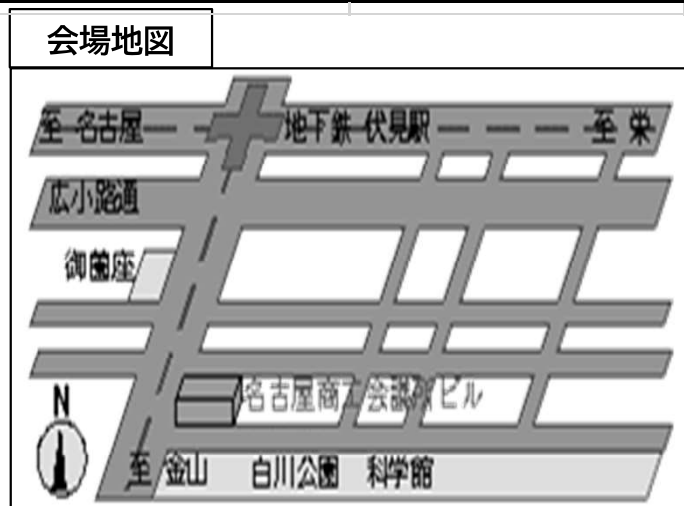 会場地図
至 名古屋 地下鉄 伏見駅 至 栄
広小路通
御薗座
名古屋商工会議所ビル
N
至 金山 白川公園 科学館